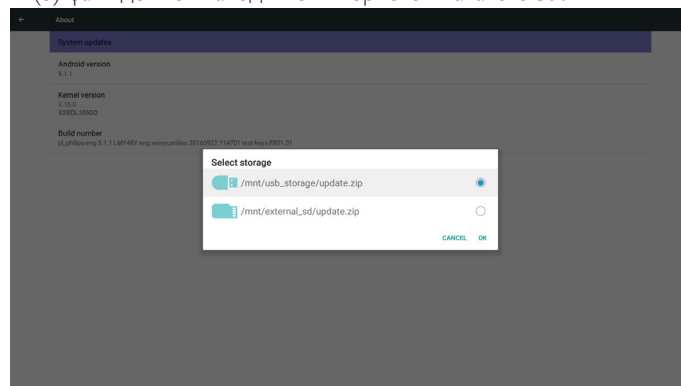 About
System updates
Android version
5.1.1
Kernel version
3.10.0
XXBDL3050Q
Build number
Select storage
/mnt/usb_storage/update.zip
/mnt/external_sd/update.zip
CANCEL OK